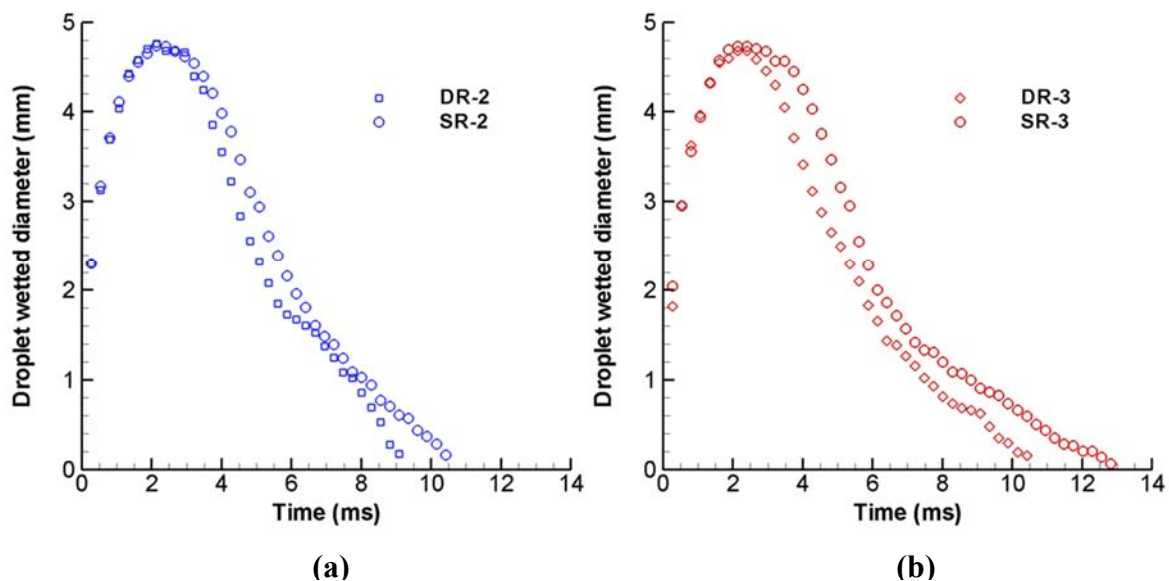 5
4
3
2
1
0
Droplet wetted diameter (mm)
DR-2
SR-2
0 2 4 6 8 10 12 14
Time (ms)
(a)
5
4
3
2
1
0
Droplet wetted diameter (mm)
DR-3
SR-3
0 2 4 6 8 10 12 14
Time (ms)
(b)